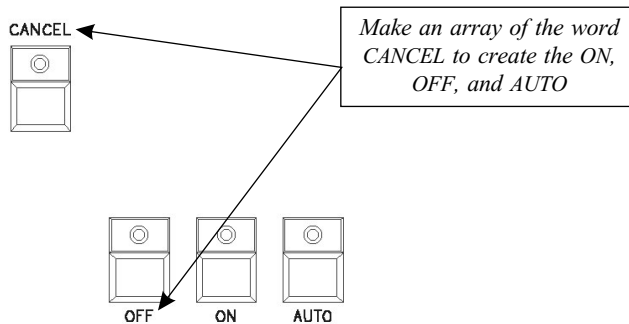 CANCEL
Make an array of the word
CANCEL to create the ON,
OFF, and AUTO
OFF ON AUTO